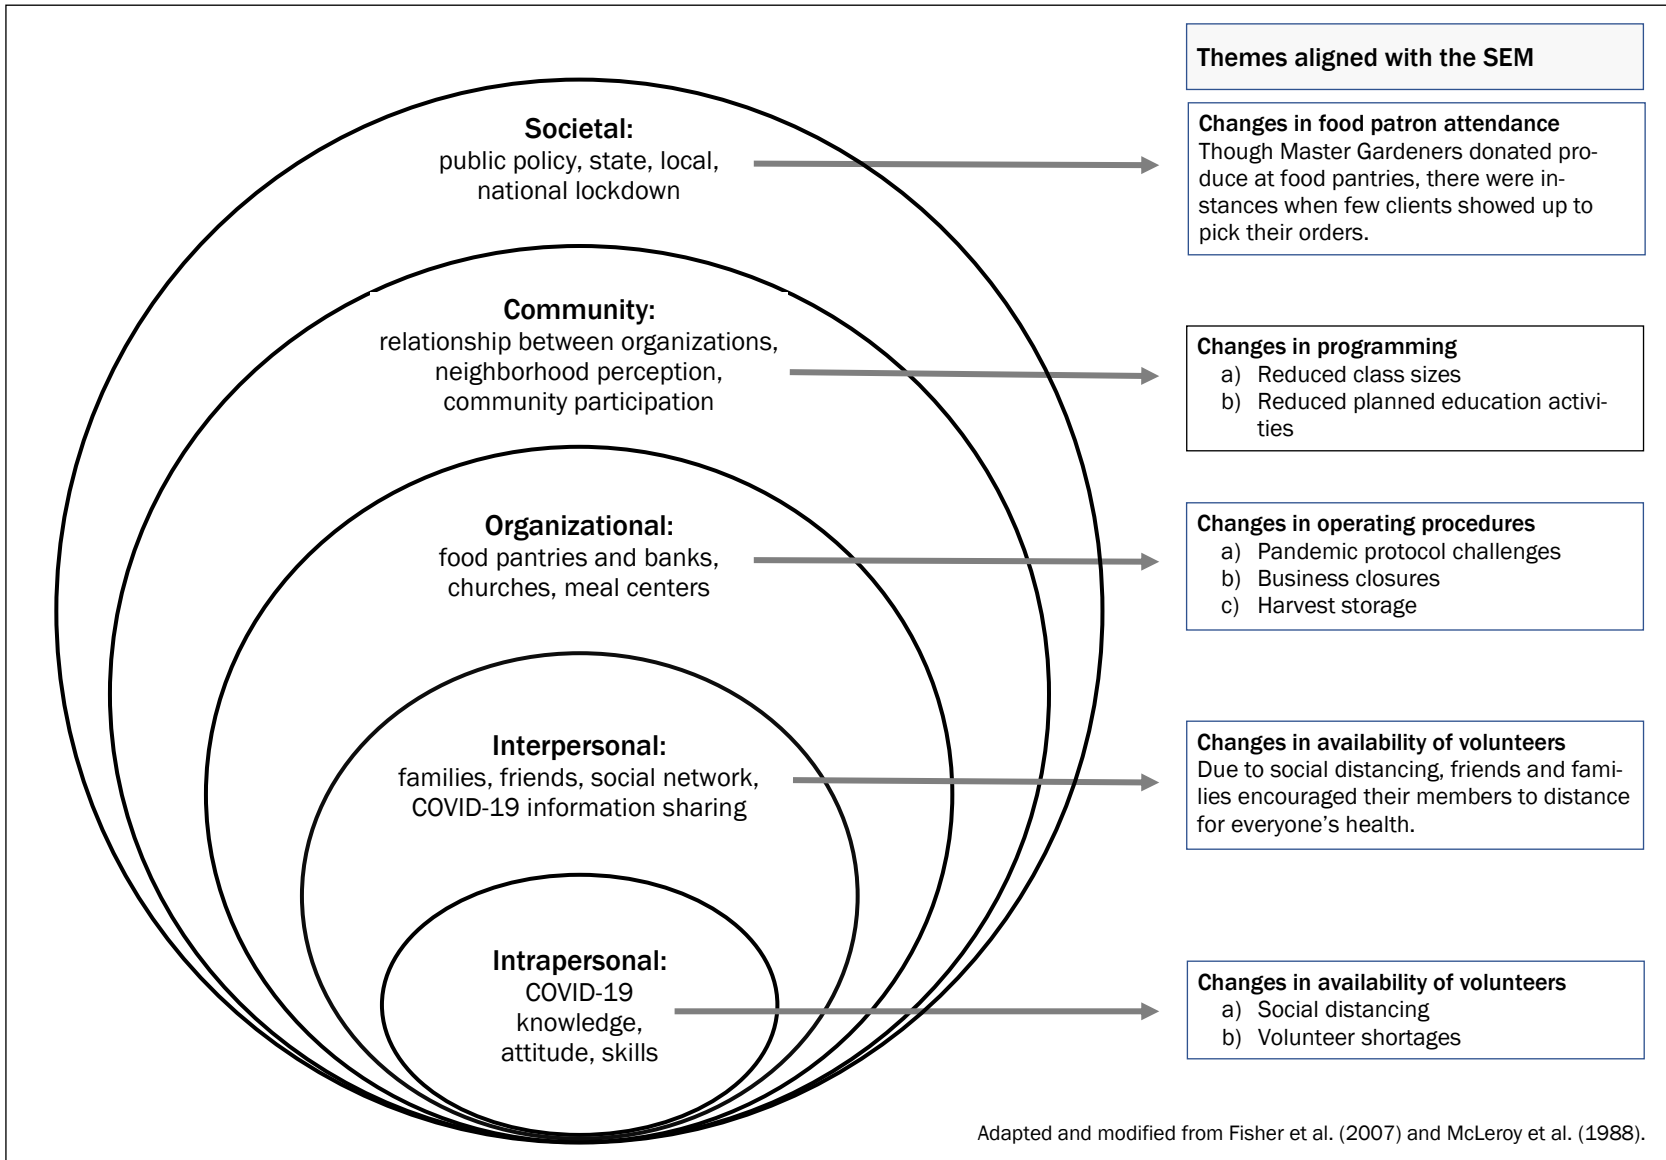 Themes aligned with the SEM
Societal:
public policy, state, local,
national lockdown
Changes in food patron attendance
Though Master Gardeners donated pro-
duce at food pantries, there were in-
stances when few clients showed up to
pick their orders.
Community:
relationship between organizations,
neighborhood perception,
community participation
Changes in programming
a) Reduced class sizes
b) Reduced planned education activi-
ties
Organizational:
food pantries and banks,
churches, meal centers
Changes in operating procedures
a) Pandemic protocol challenges
b) Business closures
c) Harvest storage
Interpersonal:
families, friends, social network,
COVID-19 information sharing
Changes in availability of volunteers
Due to social distancing, friends and fami-
lies encouraged their members to distance
for everyone’s health.
Intrapersonal:
COVID-19
knowledge,
attitude, skills
Changes in availability of volunteers
a) Social distancing
b) Volunteer shortages
Adapted and modified from Fisher et al. (2007) and McLeroy et al. (1988).